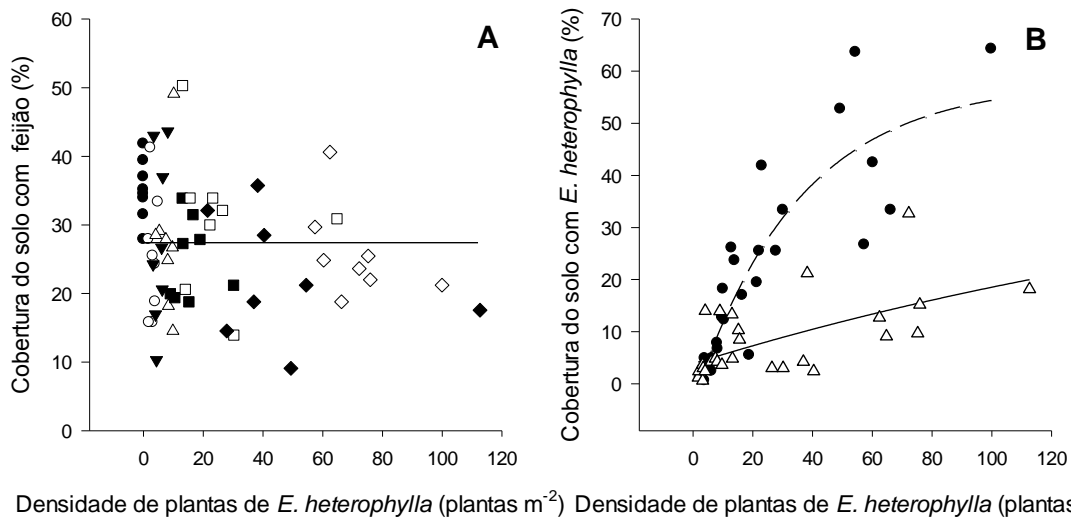 A
Cobertura do solo com feijão (%)
60
50
40
30
20
10
0
0 20 40 60 80 100 120
Densidade de plantas de E. heterophylla (plantas m-2)
B
Cobertura do solo com E. heterophylla (%)
70
60
50
40
30
20
10
0
0 20 40 60 80 100 120
Densidade de plantas de E. heterophylla (plantas